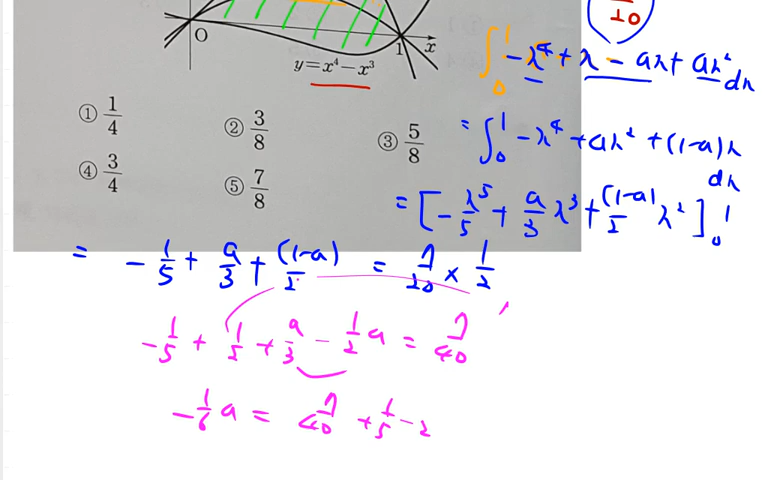 10
O
1
x
y=x⁴−x³
① 1/4
② 3/8
③ 5/8
④ 3/4
⑤ 7/8
∫₀¹ −x⁴+x−ax+ax² dx
= ∫₀¹ −x⁴+ax²+(1−a)x dx
= [−x⁵/5 + a/3 x³ + (1−a)/2 x²]₀¹
= −1/5 + a/3 + (1−a)/2 = 7/20 × 1/2
−1/5 + 1/2 + a/3 − 1/2 a = 7/40
−1/6 a = 7/40 + 1/5 − 2